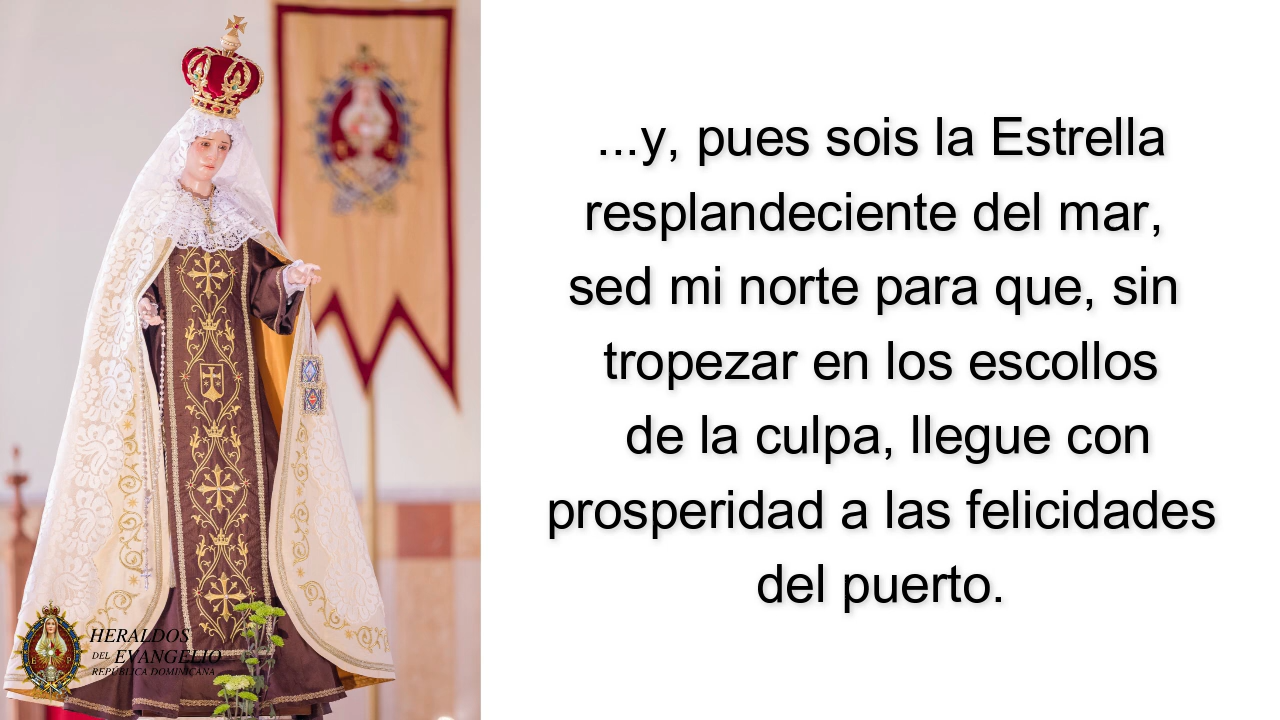 ...y, pues sois la Estrella
resplandeciente del mar,
sed mi norte para que, sin
tropezar en los escollos
de la culpa, llegue con
prosperidad a las felicidades
del puerto.
HERALDOS
DEL EVANGELIO
REPÚBLICA DOMINICANA
E P